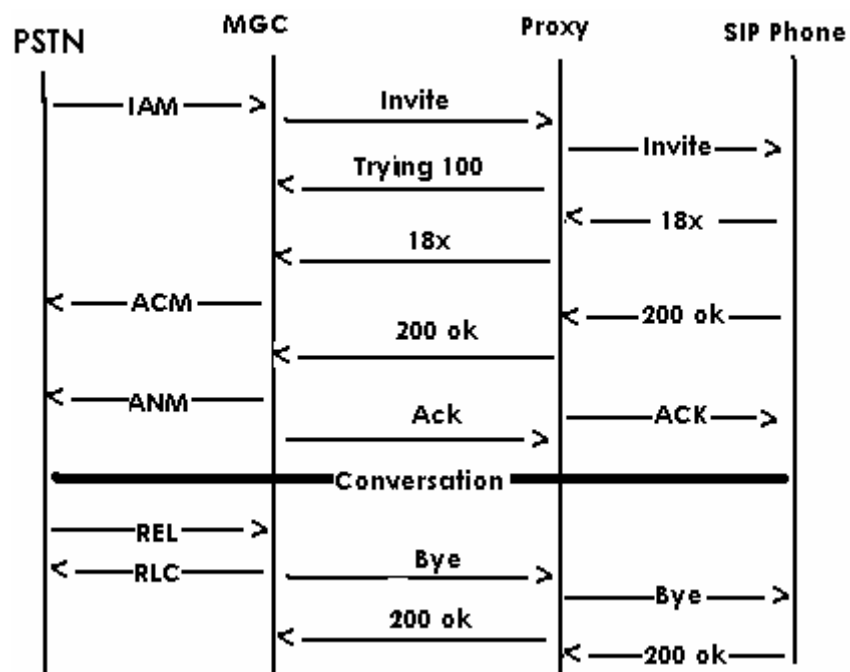 PSTN
MGC
Proxy
SIP Phone
IAM
Invite
Invite
Trying 100
18x
18x
ACM
200 ok
200 ok
ANM
Ack
ACK
Conversation
REL
RLC
Bye
Bye
200 ok
200 ok